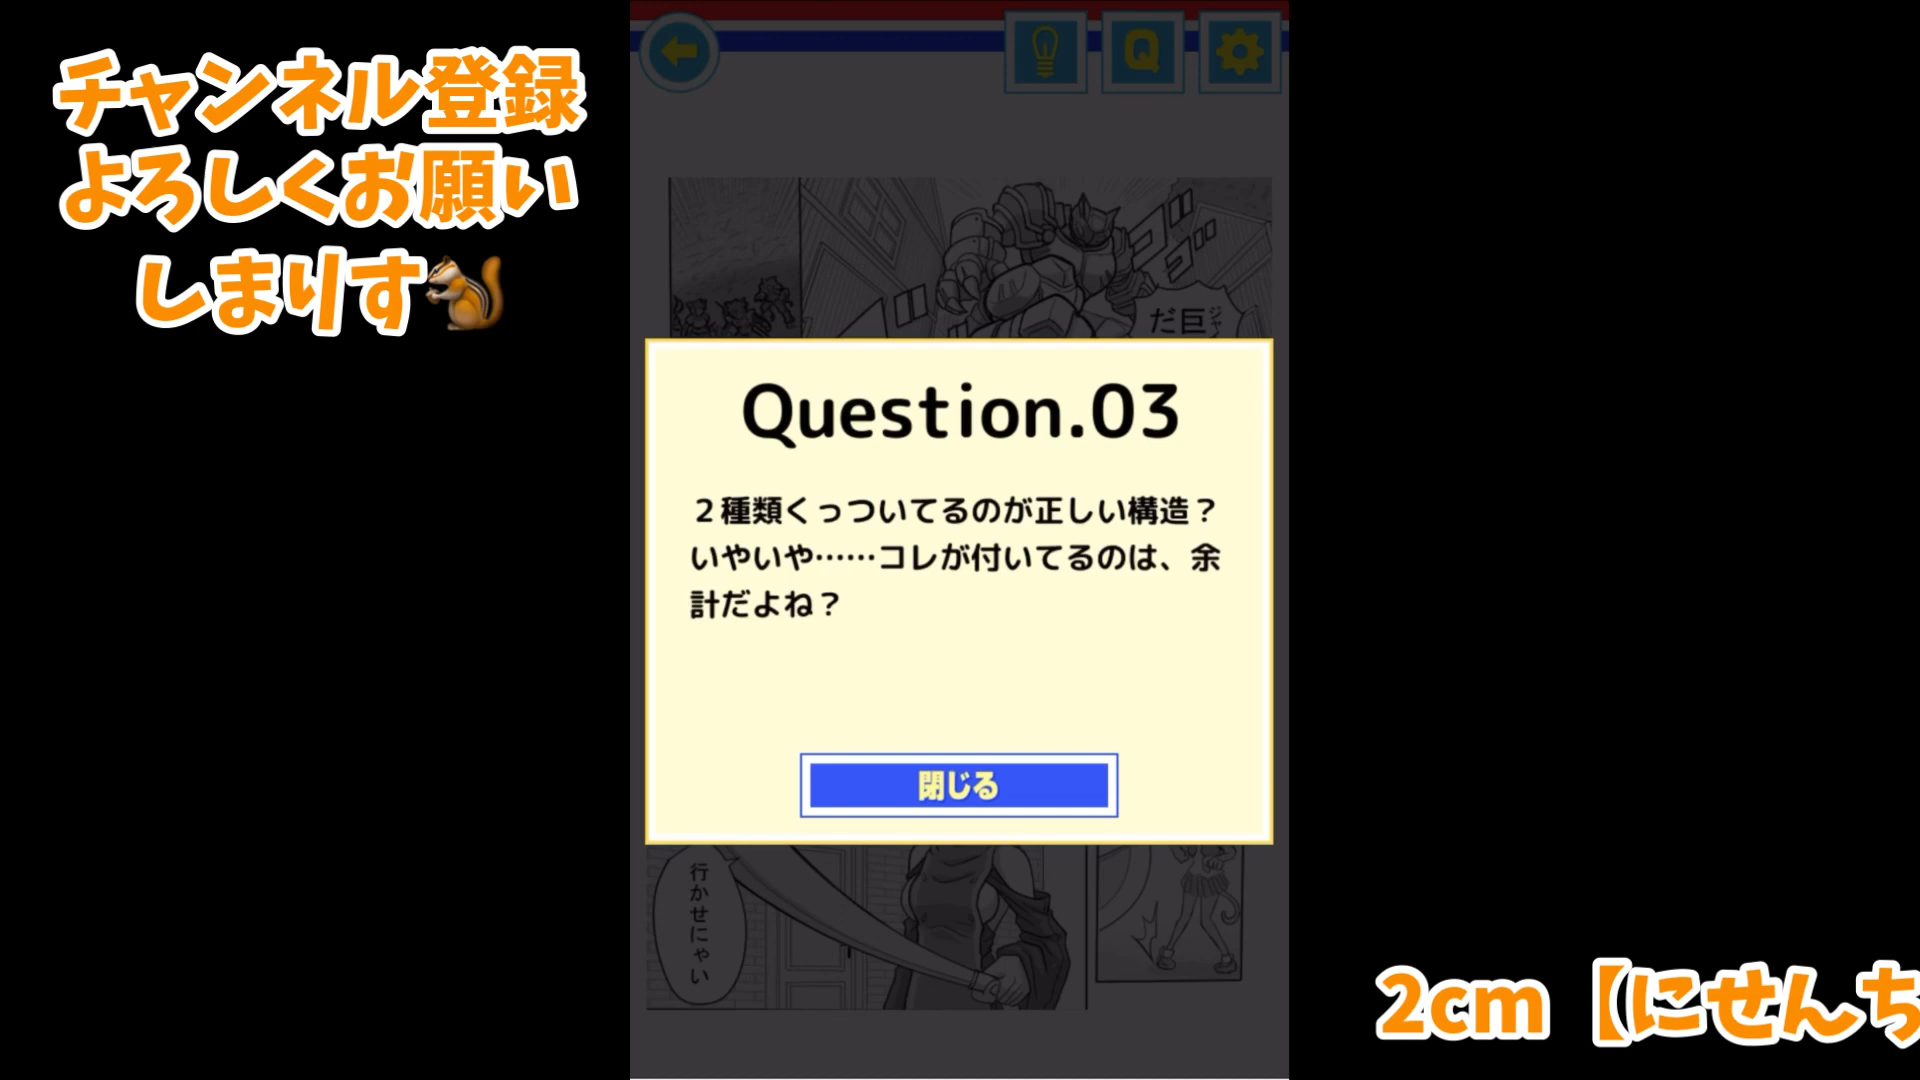 チャンネル登録
よろしくお願い
しまりす🐿
Q
ゴゴ
巨
だ
Question.03
２種類くっついてるのが正しい構造？
いやいや……コレが付いてるのは、余
計だよね？
閉じる
行かせにゃい
2cm【にせんち